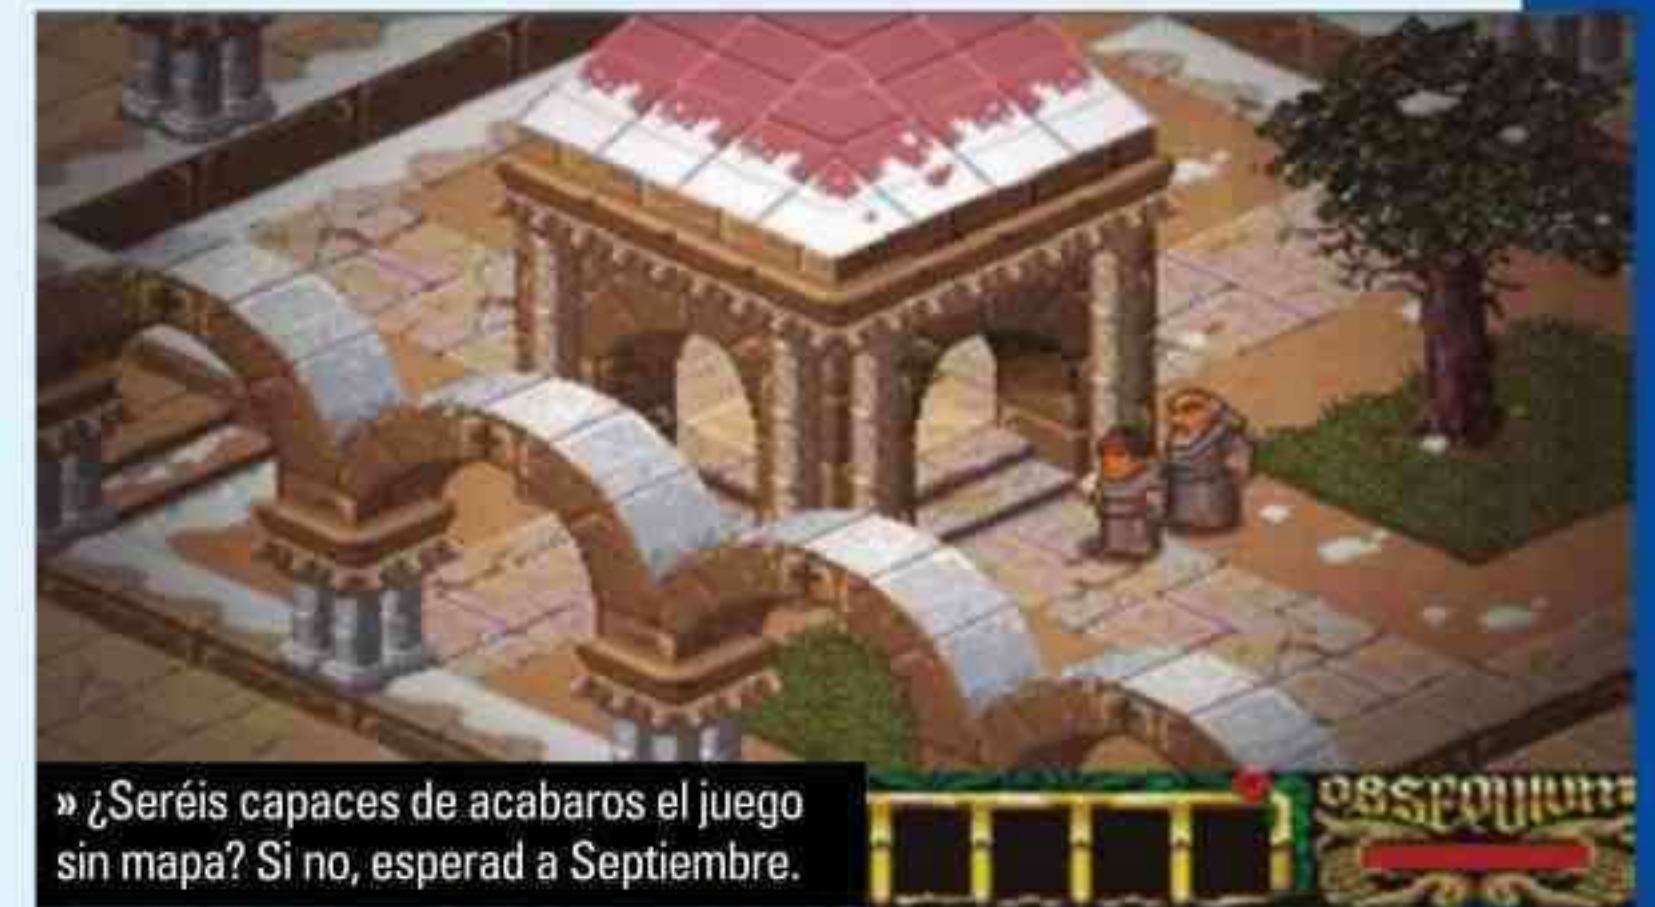 » ¿Seréis capaces de acabaros el juego
sin mapa? Si no, esperad a Septiembre.
OBSEQUIUM